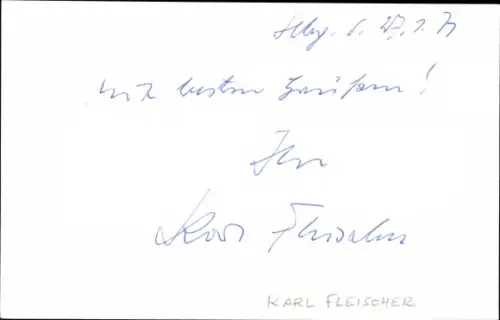 mit besten Grüßen!
Ihr
Karl Fleischer
KARL FLEISCHER